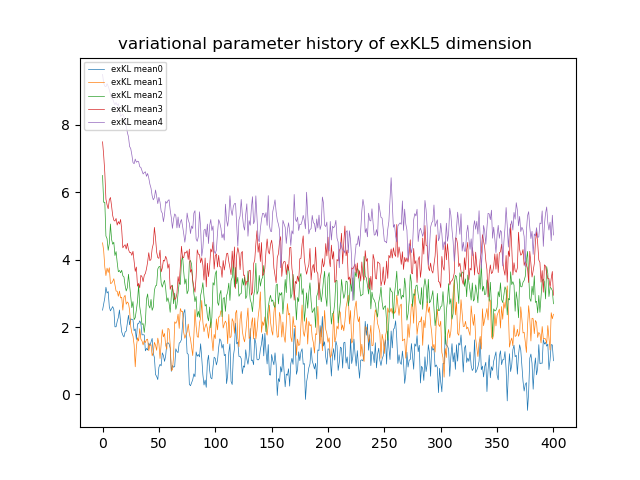 variational parameter history of exKL5 dimension
exKL mean0
exKL mean1
exKL mean2
exKL mean3
exKL mean4
8
6
4
2
0
0 50 100 150 200 250 300 350 400